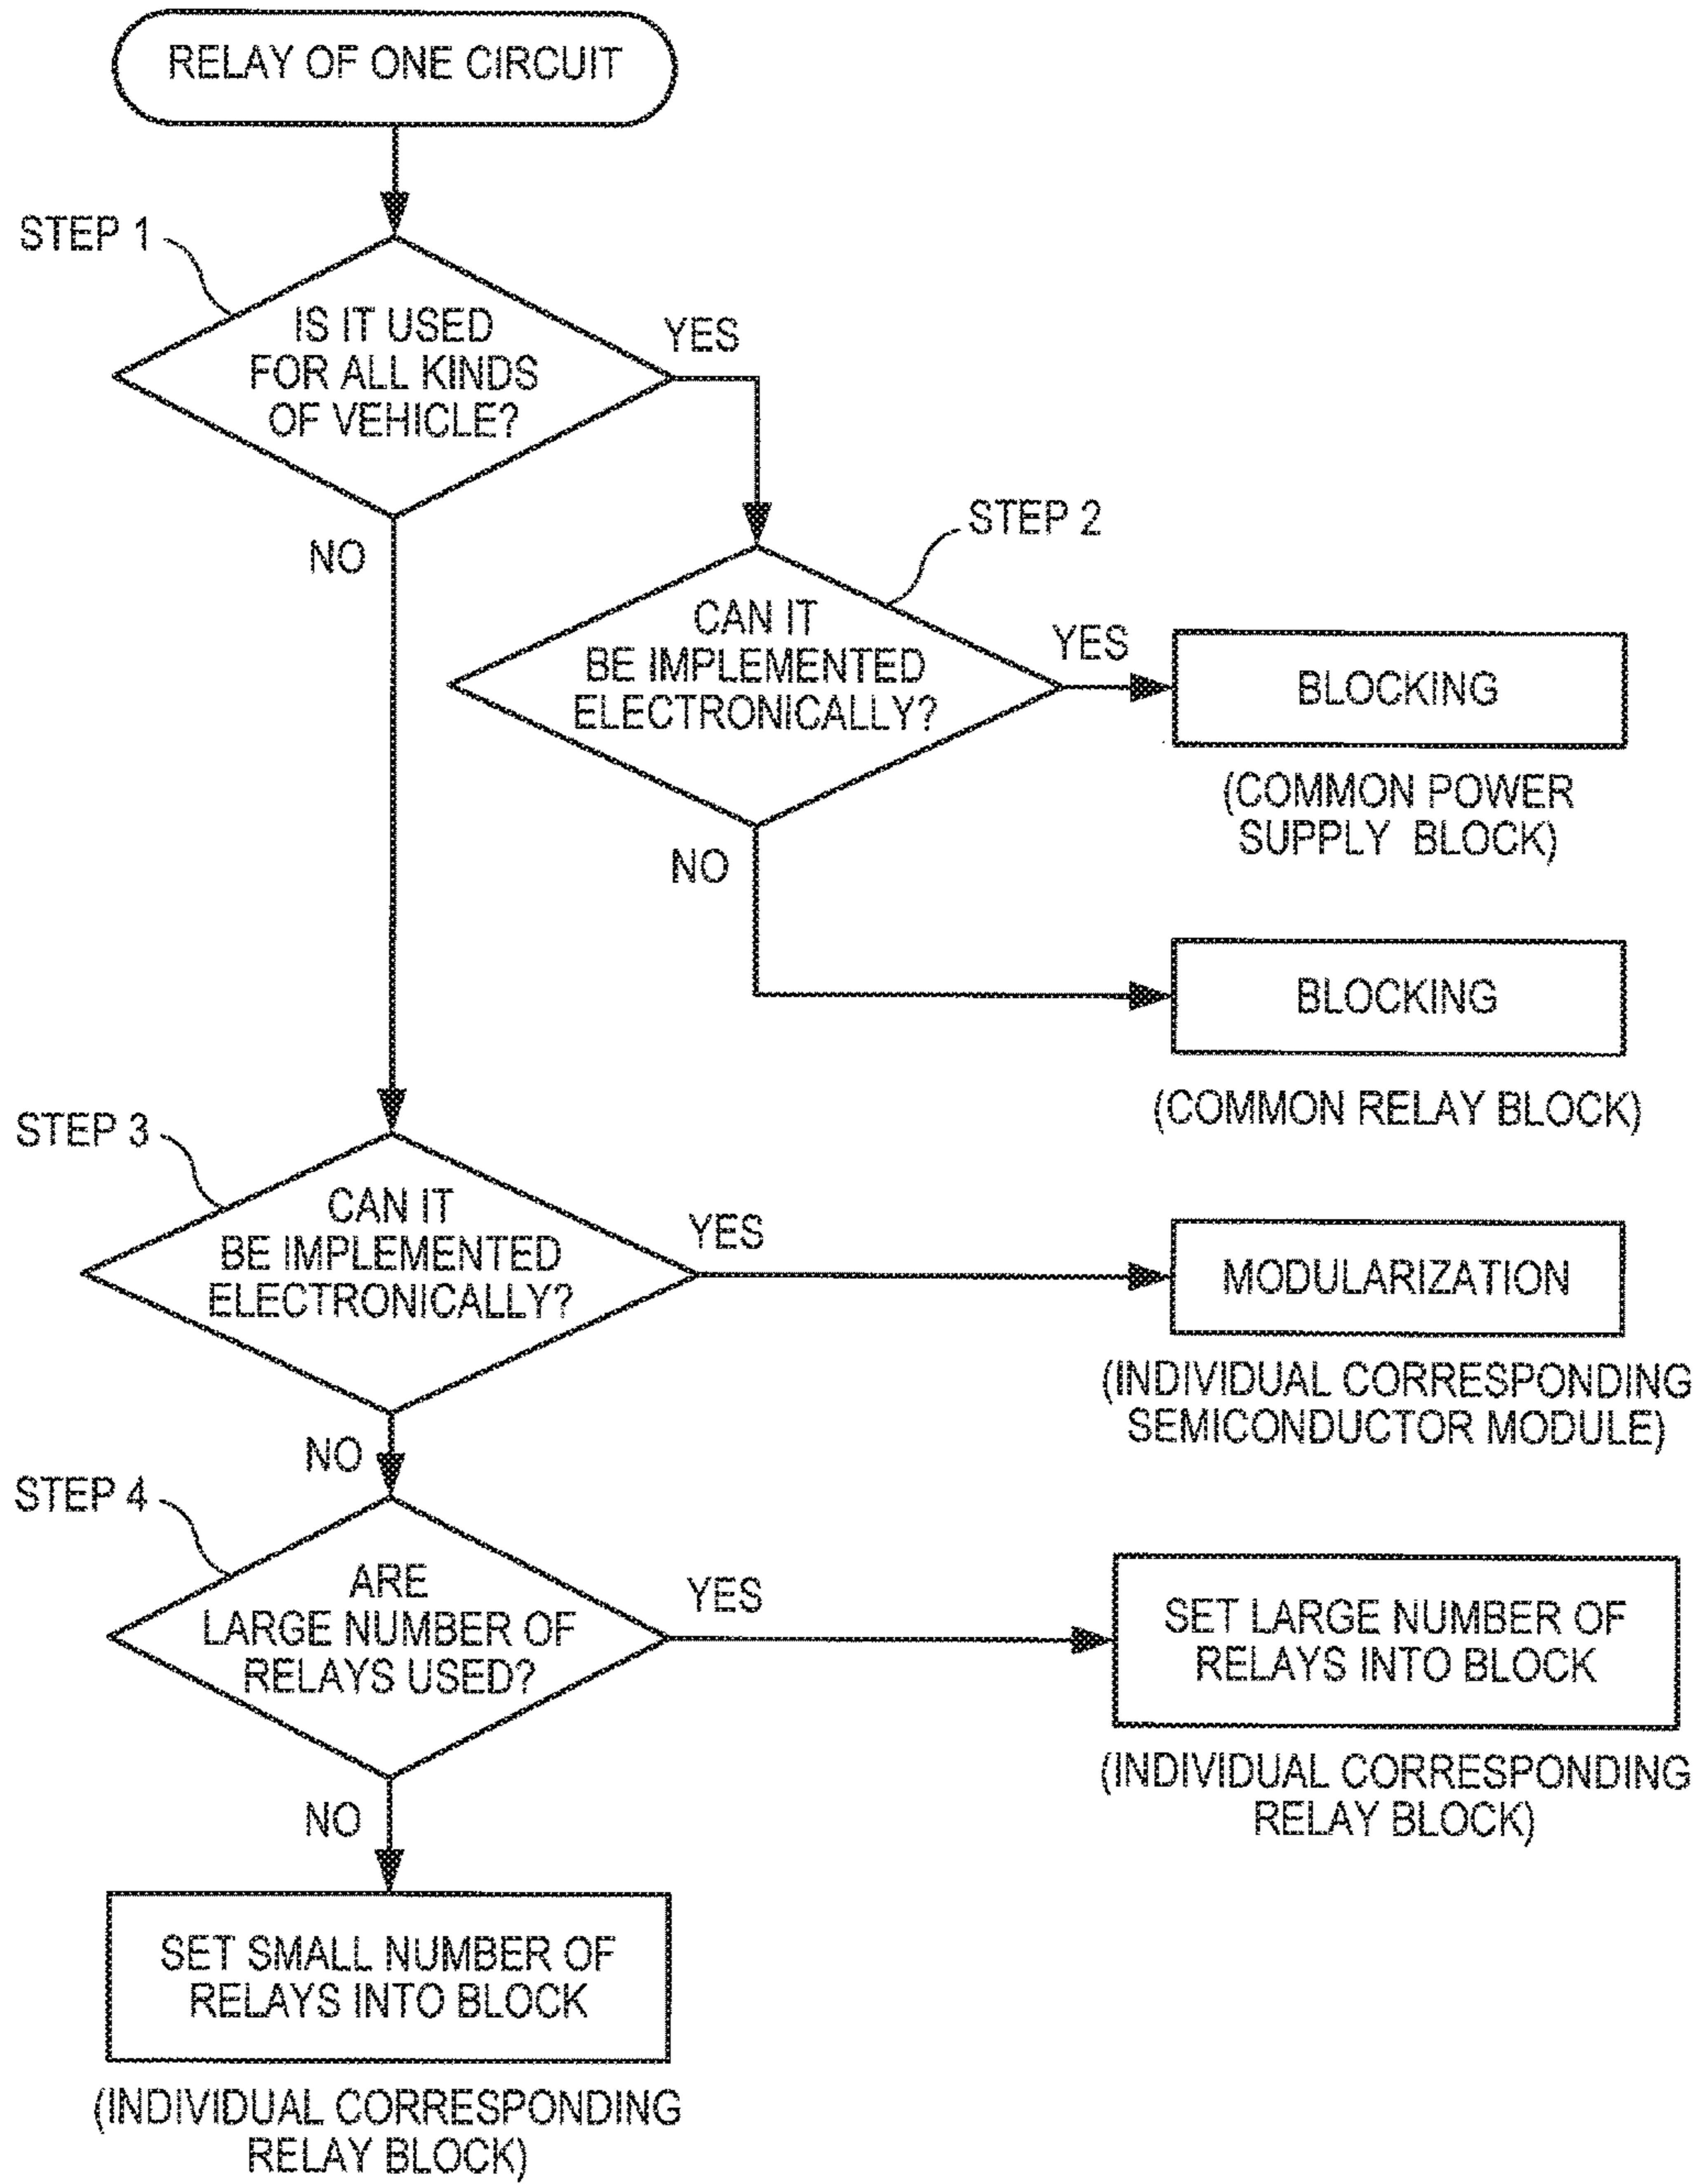 RELAY OF ONE CIRCUIT
STEP 1
IS IT USED
FOR ALL KINDS
OF VEHICLE?
YES
NO
STEP 2
CAN IT
BE IMPLEMENTED
ELECTRONICALLY?
YES
BLOCKING
(COMMON POWER
SUPPLY BLOCK)
NO
BLOCKING
(COMMON RELAY BLOCK)
STEP 3
CAN IT
BE IMPLEMENTED
ELECTRONICALLY?
YES
MODULARIZATION
(INDIVIDUAL CORRESPONDING
SEMICONDUCTOR MODULE)
NO
STEP 4
ARE
LARGE NUMBER OF
RELAYS USED?
YES
SET LARGE NUMBER OF
RELAYS INTO BLOCK
(INDIVIDUAL CORRESPONDING
RELAY BLOCK)
NO
SET SMALL NUMBER OF
RELAYS INTO BLOCK
(INDIVIDUAL CORRESPONDING
RELAY BLOCK)